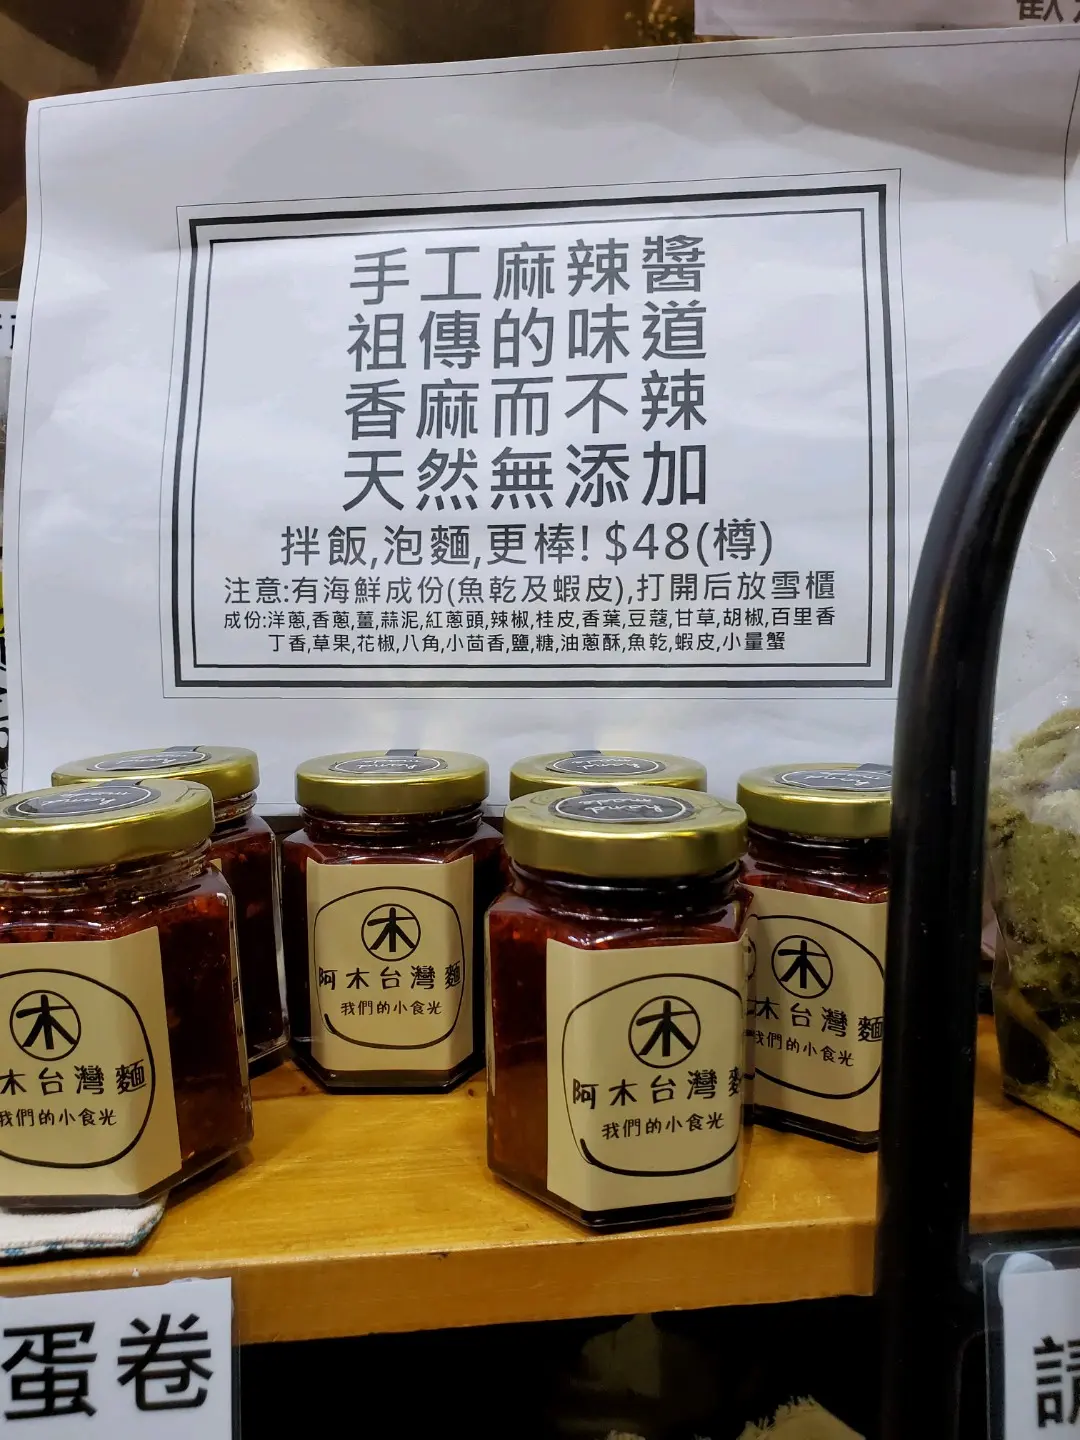 手工麻辣醬
祖傳的味道
香麻而不辣
天然無添加
拌飯,泡麵,更棒! $48(樽)
注意:有海鮮成份(魚乾及蝦皮),打開后放雪櫃
成份:洋蔥,香蔥,薑,蒜泥,紅蔥頭,辣椒,桂皮,香葉,豆蔻,甘草,胡椒,百里香
丁香,草果,花椒,八角,小茴香,鹽,糖,油蔥酥,魚乾,蝦皮,小量蟹
hand
made
木
阿木台灣麵
我們的小食光
木
木台灣麵
我們的小食光
木
木台灣麵
我們的小食光
木
阿木台灣麵
我們的小食光
蛋卷
請